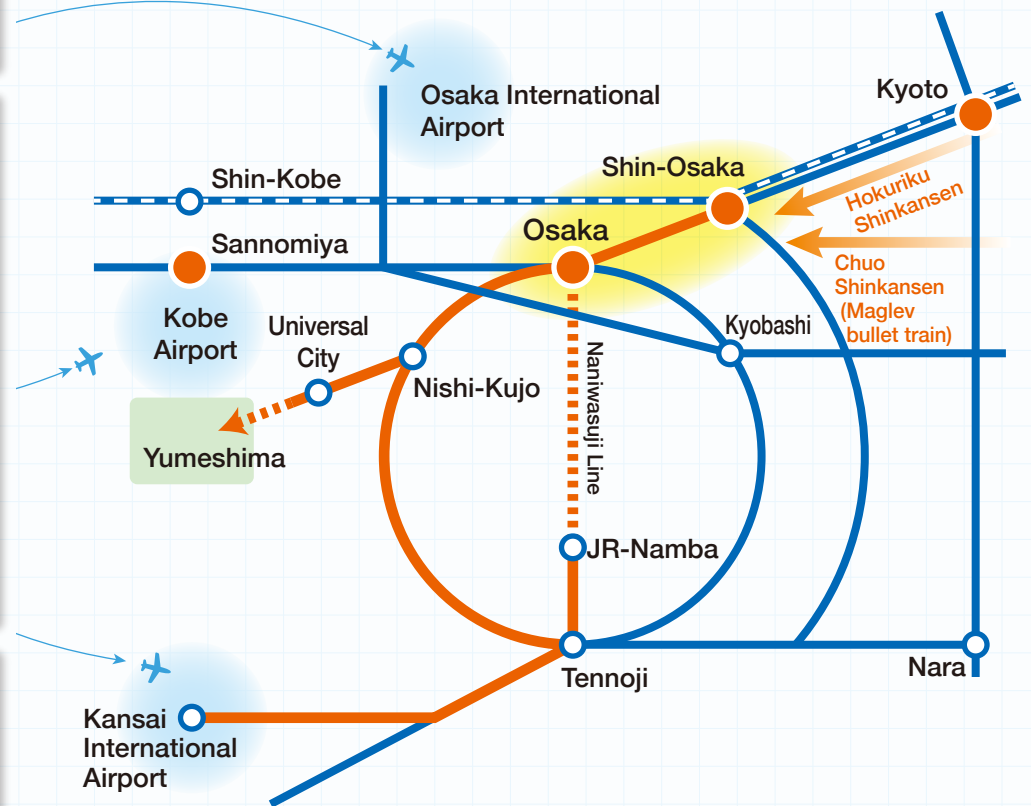 Osaka International
Airport
Kyoto
Shin-Kobe
Shin-Osaka
Hokuriku
Shinkansen
Sannomiya
Osaka
Chuo
Shinkansen
(Maglev
bullet train)
Kobe
Airport
Universal
City
Kyobashi
Nishi-Kujo
Naniwasuji Line
Yumeshima
JR-Namba
Tennoji
Nara
Kansai
International
Airport